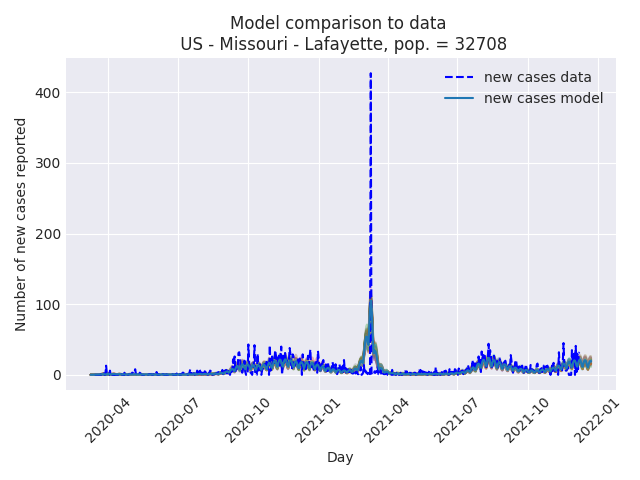 Model comparison to data
US - Missouri - Lafayette, pop. = 32708
new cases data
new cases model
Number of new cases reported
400
300
200
100
0
2020-04
2020-07
2020-10
2021-01
2021-04
2021-07
2021-10
2022-01
Day